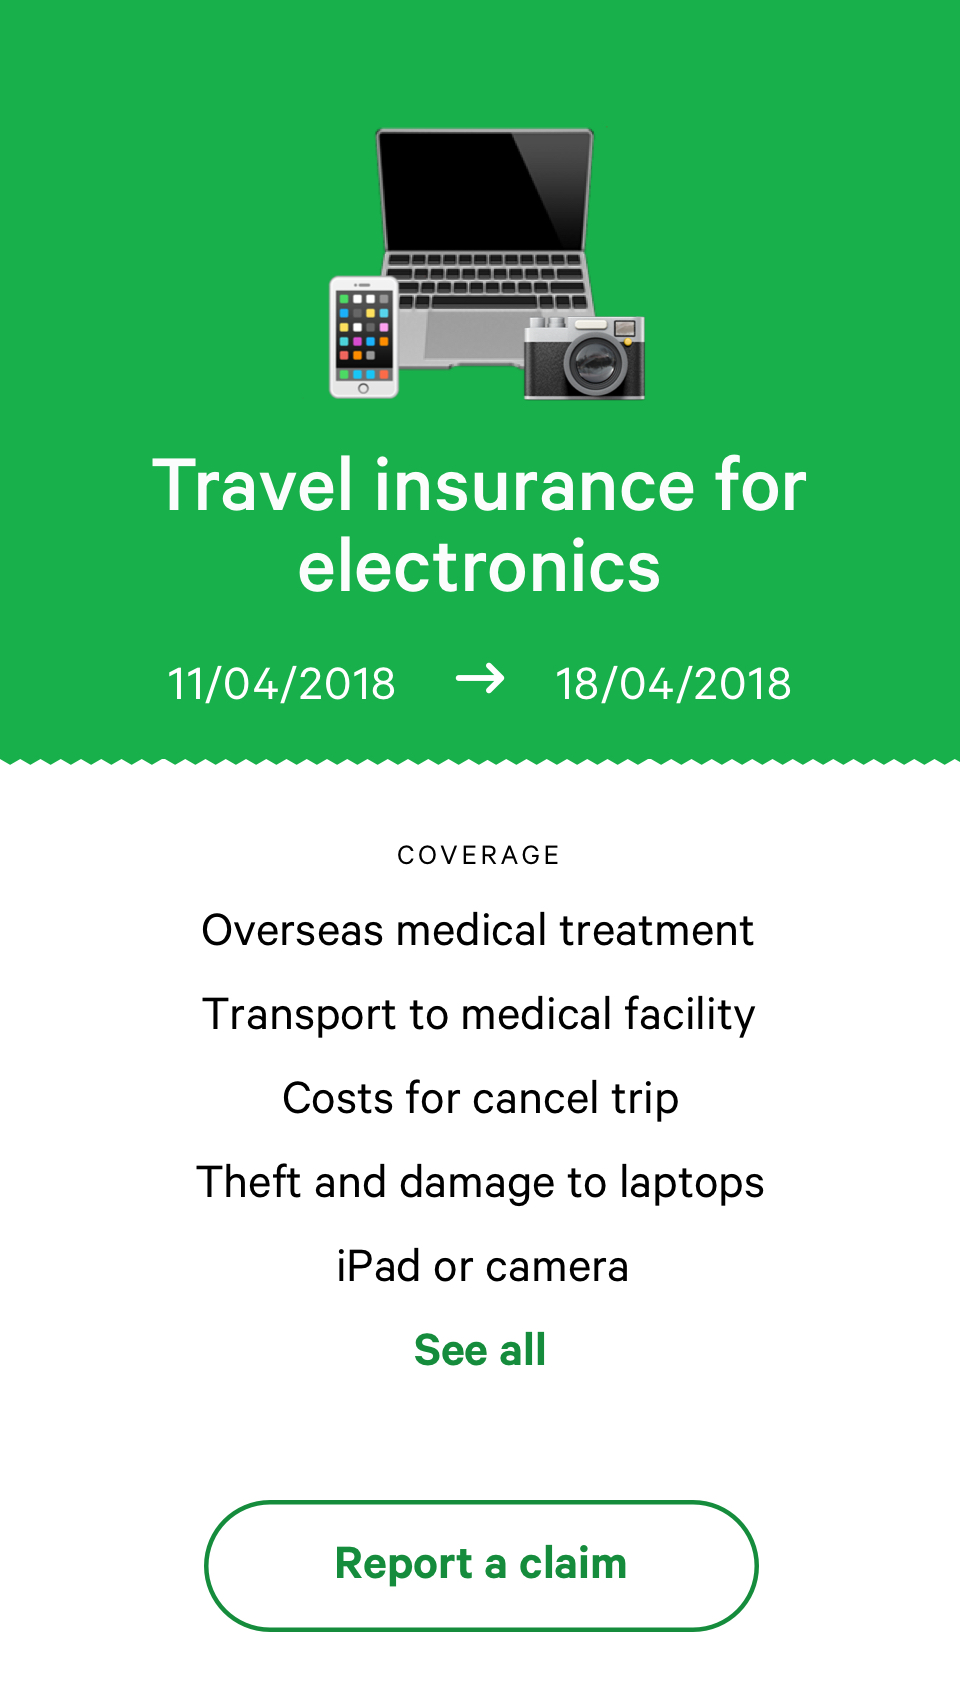 Travel insurance for
electronics
11/04/2018 → 18/04/2018
COVERAGE
Overseas medical treatment
Transport to medical facility
Costs for cancel trip
Theft and damage to laptops
iPad or camera
See all
Report a claim